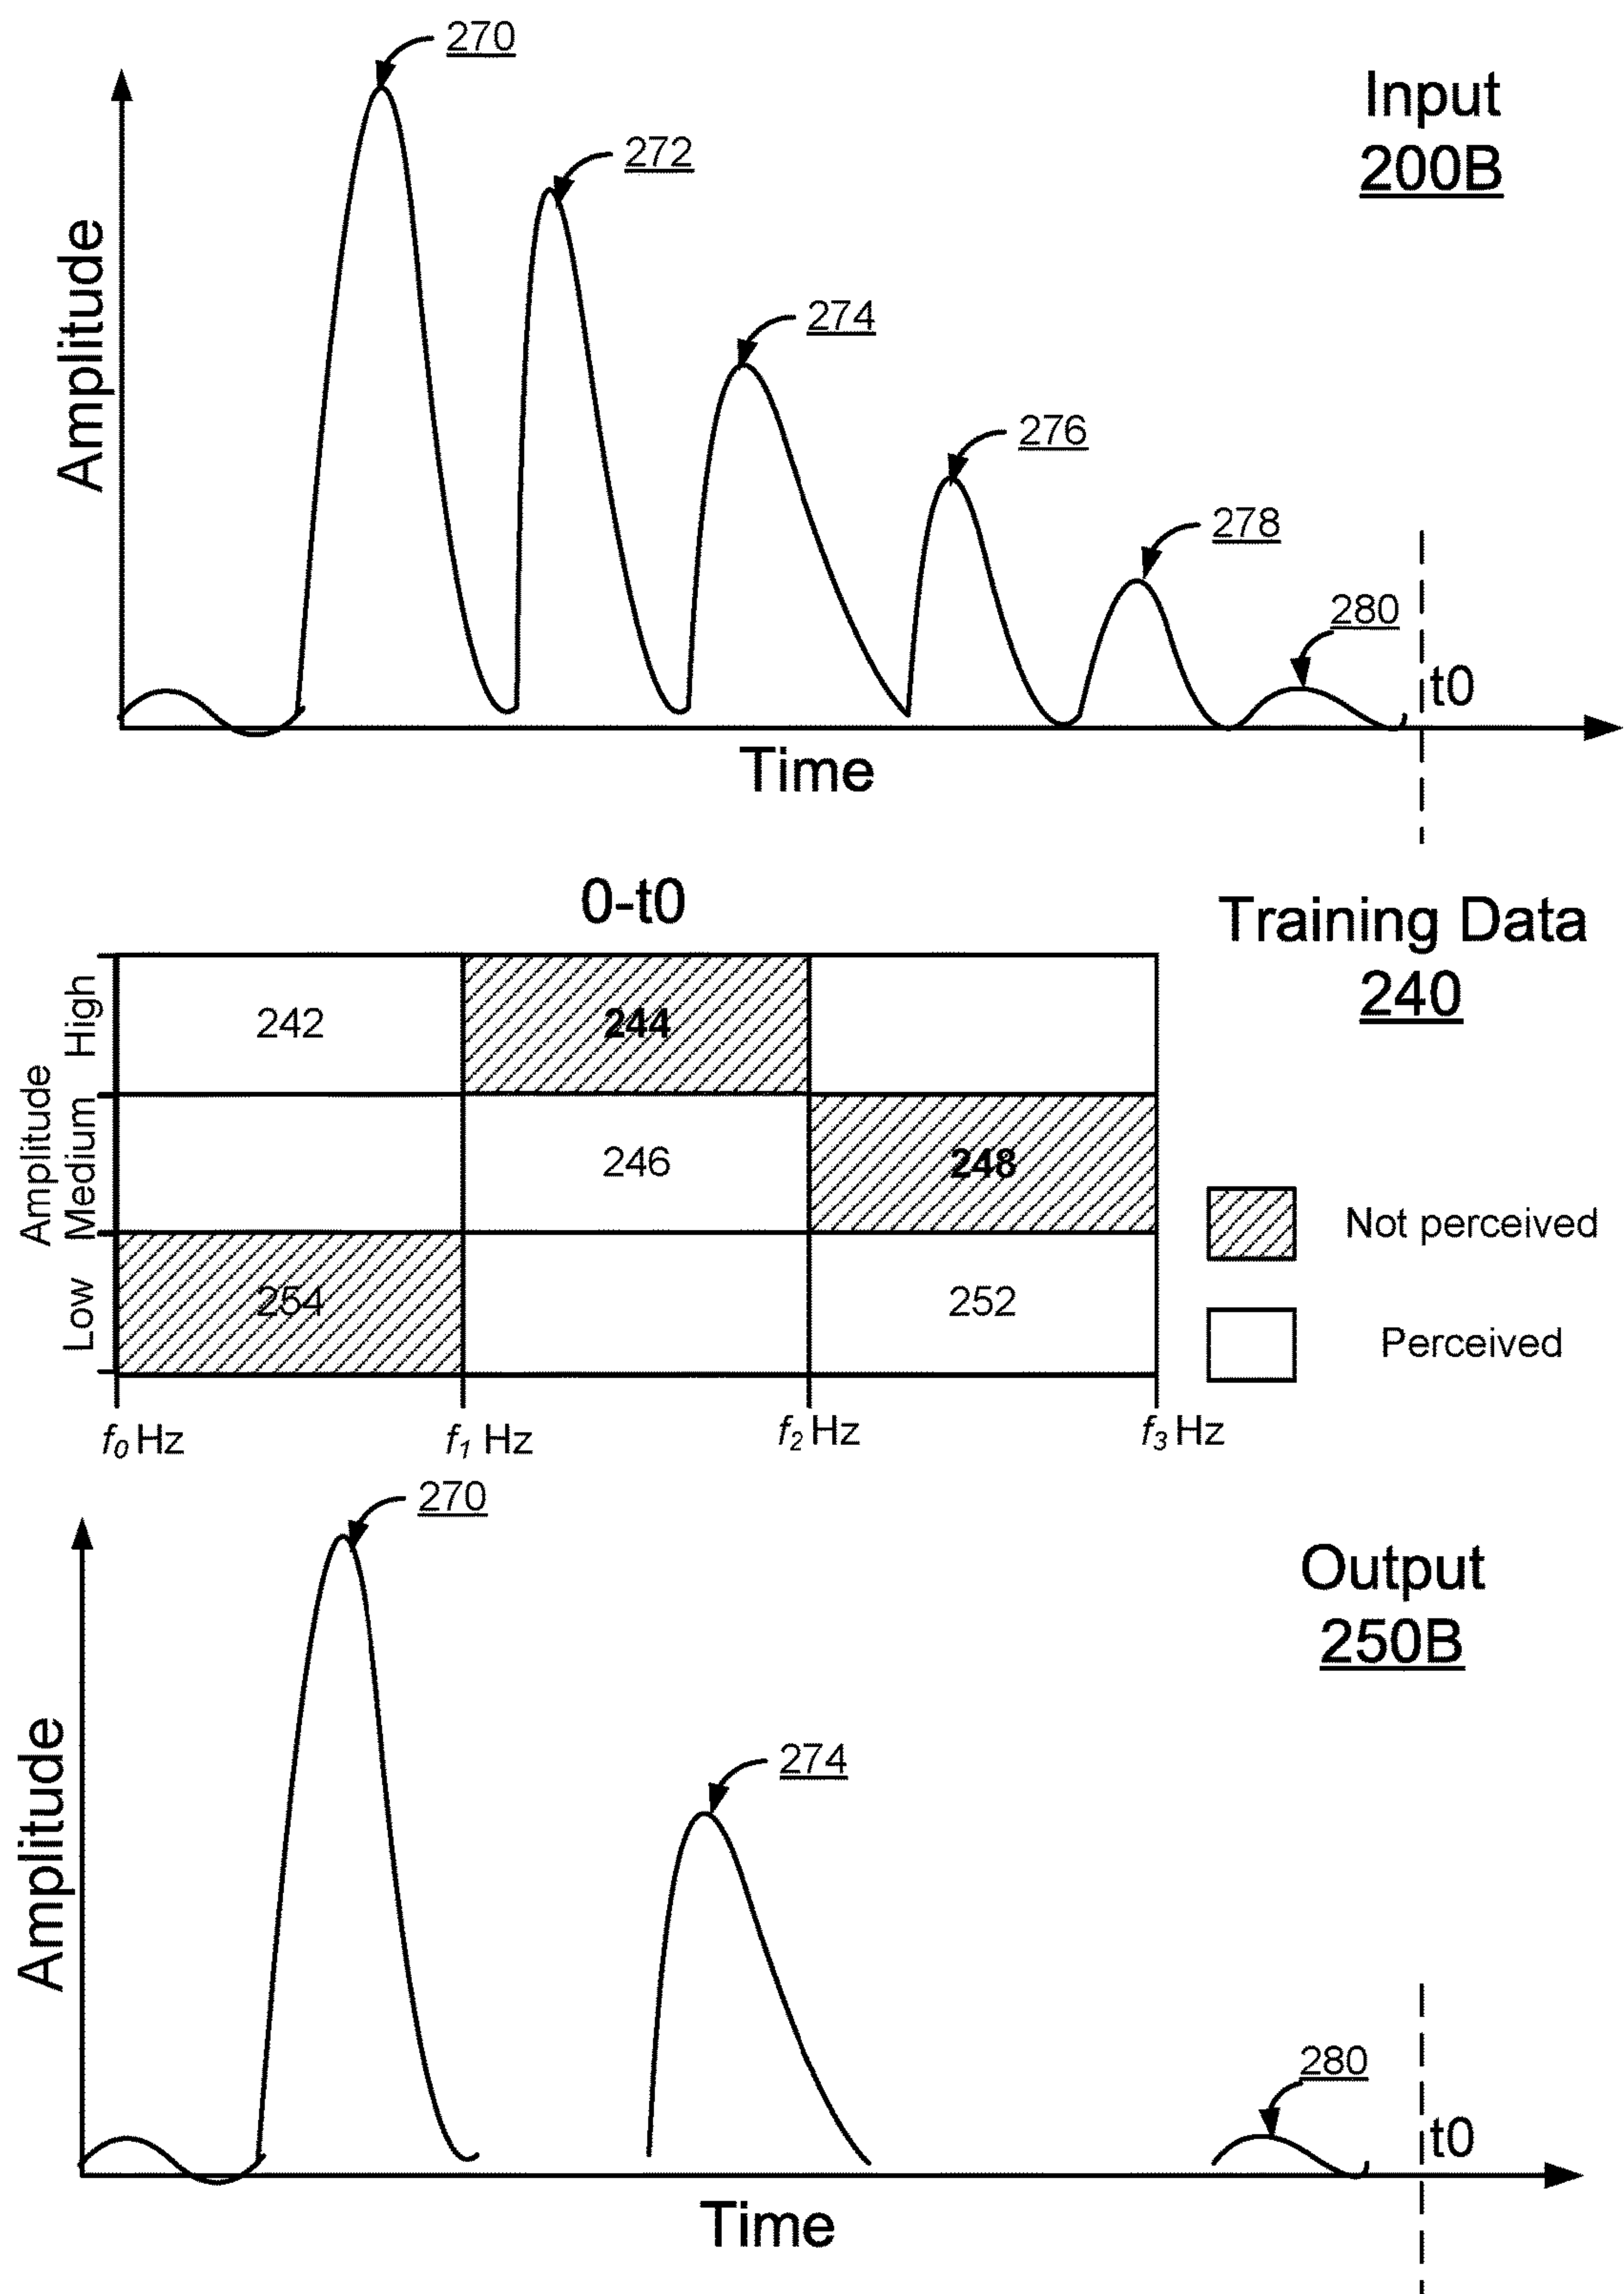 270
Input
200B
272
274
276
278
280
t0
Amplitude
Time
0-t0
Training Data
240
Amplitude
High
Medium
Low
242
244
246
248
254
252
Not perceived
Perceived
f0 Hz
f1 Hz
f2 Hz
f3 Hz
270
Output
250B
274
280
t0
Amplitude
Time